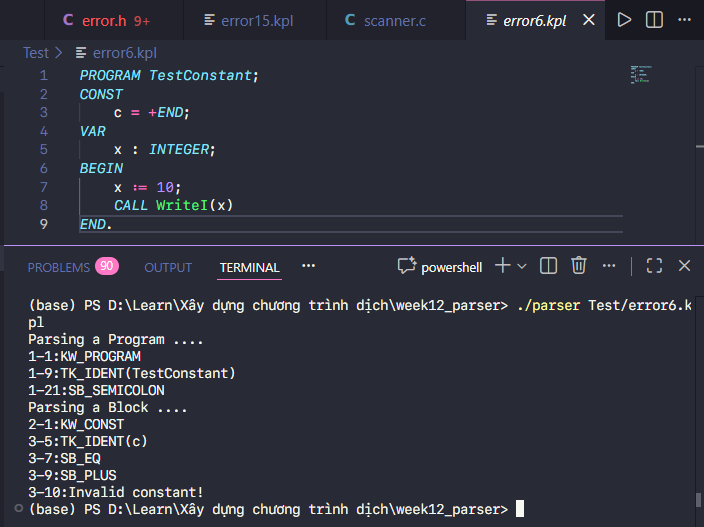 error.h 9+ error15.kpl scanner.c error6.kpl
Test > error6.kpl
1 PROGRAM TestConstant;
2 CONST
3 c = +END;
4 VAR
5 x : INTEGER;
6 BEGIN
7 x := 10;
8 CALL WriteI(x)
9 END.
PROBLEMS 90 OUTPUT TERMINAL ··· powershell ···
(base) PS D:\Learn\Xây dựng chương trình dịch\week12_parser> ./parser Test/error6.k
pl
Parsing a Program ....
1-1:KW_PROGRAM
1-9:TK_IDENT(TestConstant)
1-21:SB_SEMICOLON
Parsing a Block ....
2-1:KW_CONST
3-5:TK_IDENT(c)
3-7:SB_EQ
3-9:SB_PLUS
3-10:Invalid constant!
(base) PS D:\Learn\Xây dựng chương trình dịch\week12_parser>